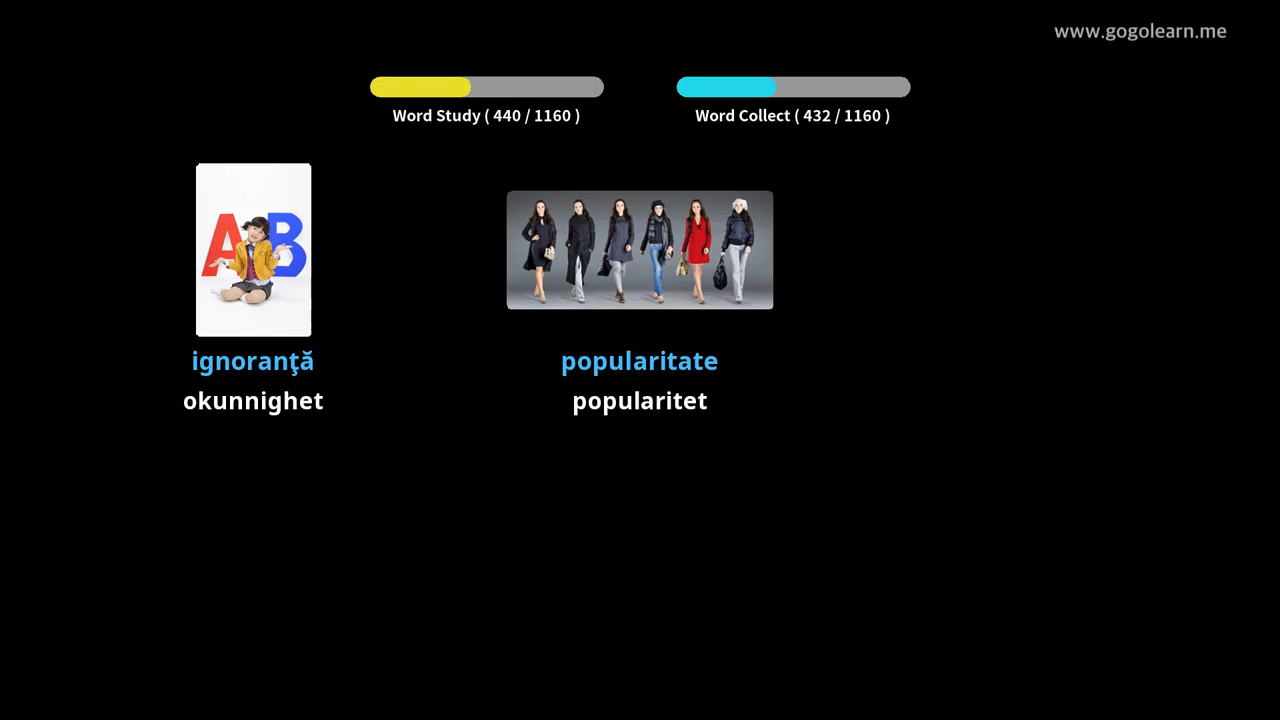 www.gogolearn.me
Word Study ( 440 / 1160 )
Word Collect ( 432 / 1160 )
A B
ignoranţă
okunnighet
popularitate
popularitet